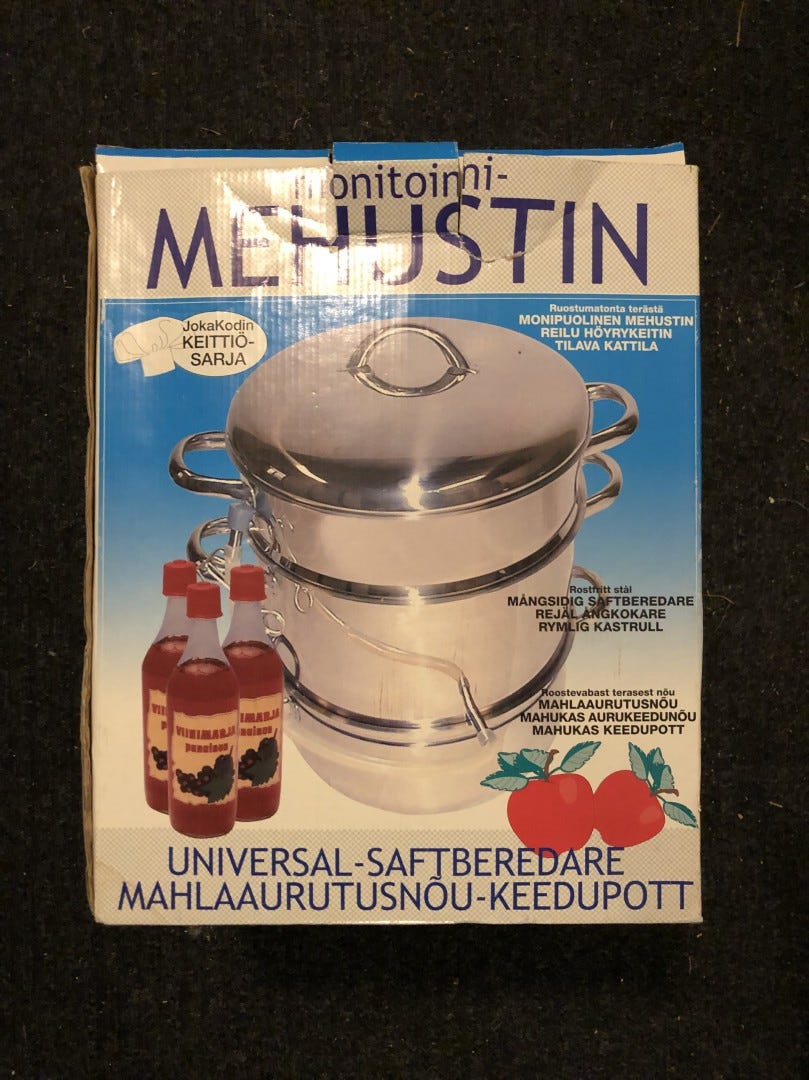 monitoimi-
MEHUSTIN
JokaKodin
KEITTIÖ-
SARJA
Ruostumatonta terästä
MONIPUOLINEN MEHUSTIN
REILU HÖYRYKEITIN
TILAVA KATTILA
Rostfritt stål
MÅNGSIDIG SAFTBEREDARE
REJÄL ÅNGKOKARE
RYMLIG KASTRULL
Roostevabast terasest nõu
MAHLAAURUTUSNÕU
MAHUKAS AURUKEEDUNÕU
MAHUKAS KEEDUPOTT
VIINIMARJA
punainen
UNIVERSAL-SAFTBEREDARE
MAHLAAURUTUSNÕU-KEEDUPOTT